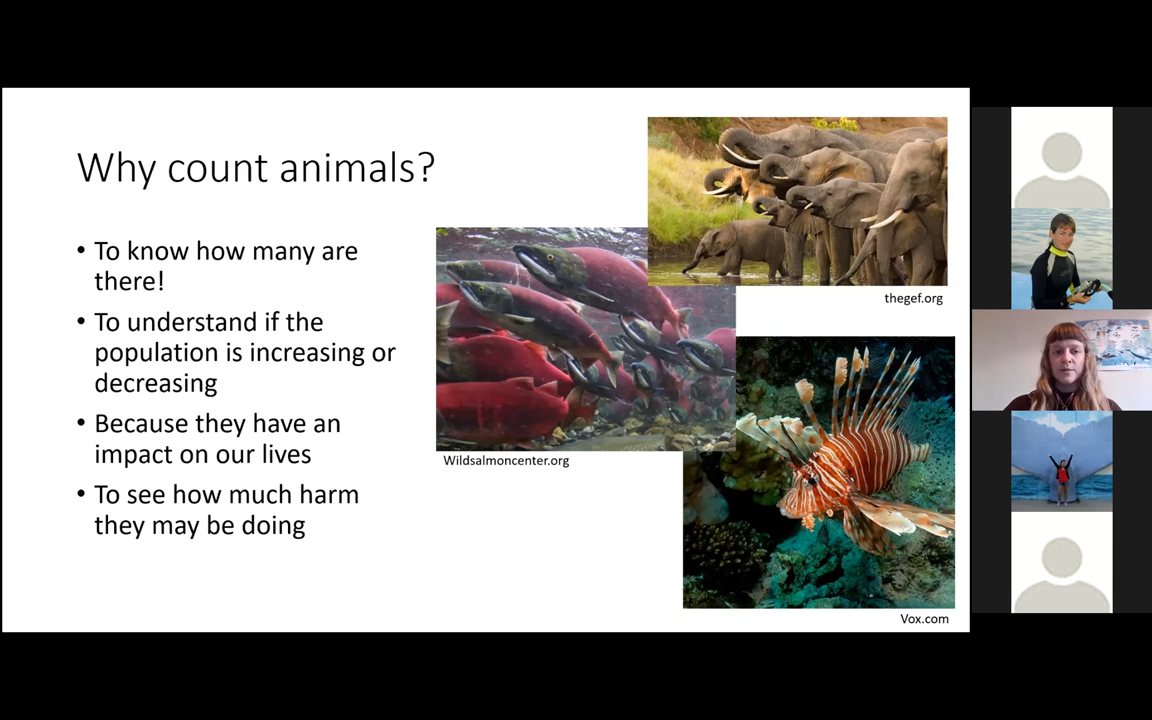 Why count animals?
• To know how many are
there!
• To understand if the
population is increasing or
decreasing
• Because they have an
impact on our lives
• To see how much harm
they may be doing
thegef.org
Wildsalmoncenter.org
Vox.com